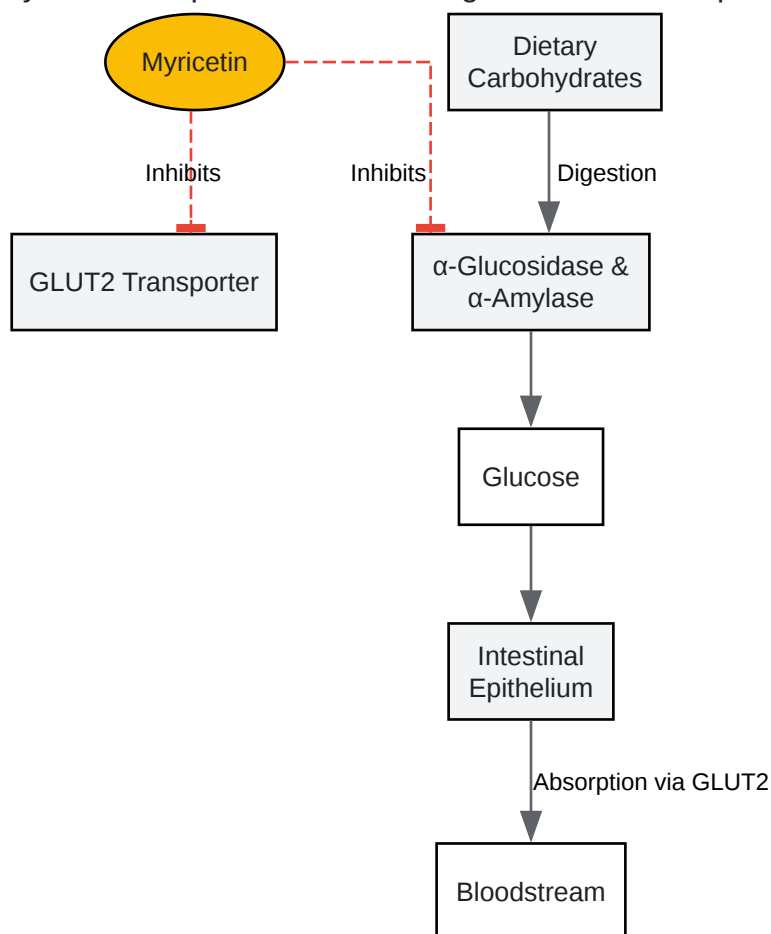 Myricetin
Dietary
Carbohydrates
Inhibits
Inhibits
Digestion
GLUT2 Transporter
α-Glucosidase &
α-Amylase
Glucose
Intestinal
Epithelium
Absorption via GLUT2
Bloodstream